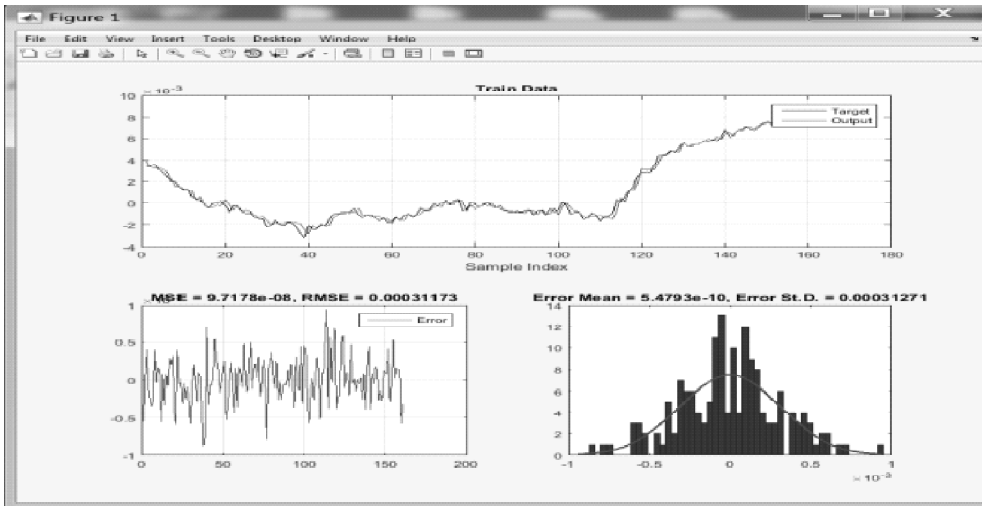 Figure 1
File Edit View Insert Tools Desktop Window Help
× 10⁻³
Train Data
10
8
6
4
2
0
-2
-4
Target
Output
0 20 40 60 80 100 120 140 160 180
Sample Index
MSE = 9.7178e-08, RMSE = 0.00031173
1
0.5
0
-0.5
-1
Error
0 50 100 150 200
Error Mean = 5.4793e-10, Error St.D. = 0.00031271
14
12
10
8
6
4
2
0
-1 -0.5 0 0.5 1
× 10⁻³